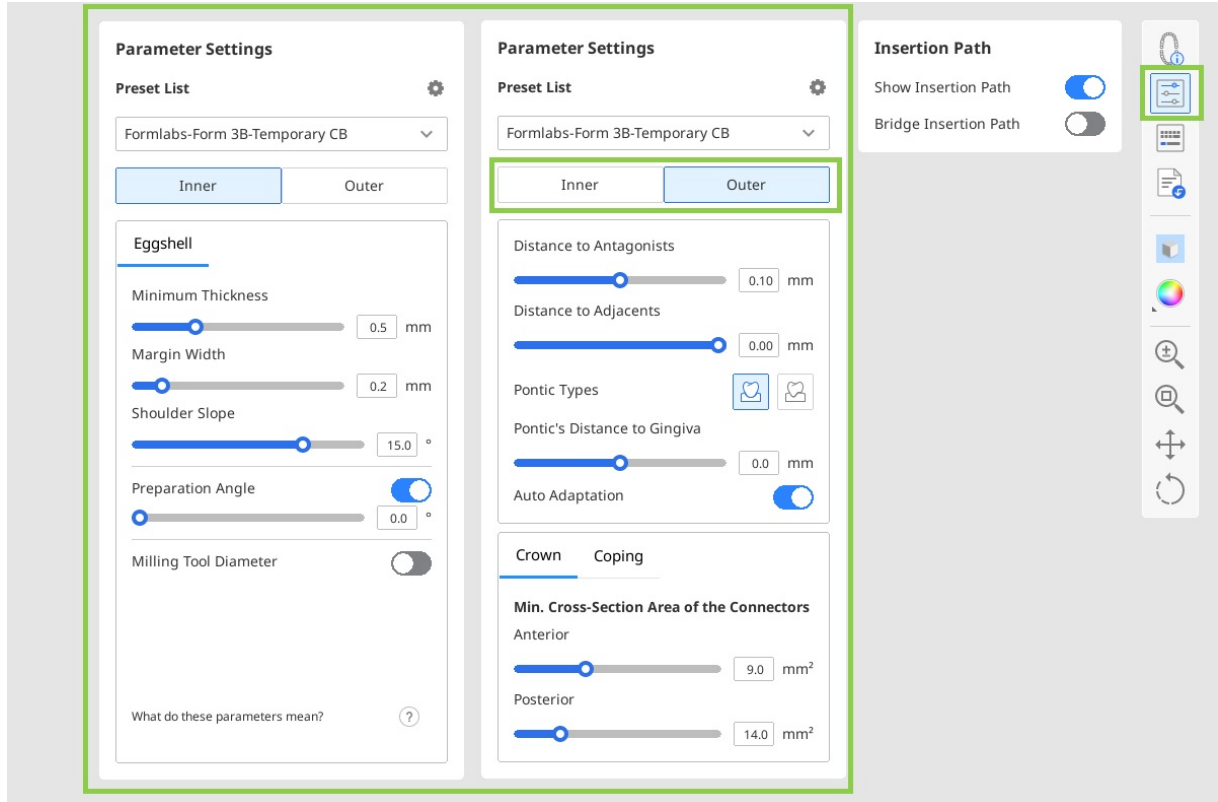 Parameter Settings
Preset List
Formlabs-Form 3B-Temporary CB
Inner Outer
Eggshell
Minimum Thickness
0.5 mm
Margin Width
0.2 mm
Shoulder Slope
15.0 °
Preparation Angle
0.0 °
Milling Tool Diameter
What do these parameters mean? ?
Parameter Settings
Preset List
Formlabs-Form 3B-Temporary CB
Inner Outer
Distance to Antagonists
0.10 mm
Distance to Adjacents
0.00 mm
Pontic Types
Pontic's Distance to Gingiva
0.0 mm
Auto Adaptation
Crown Coping
Min. Cross-Section Area of the Connectors
Anterior
9.0 mm²
Posterior
14.0 mm²
Insertion Path
Show Insertion Path
Bridge Insertion Path